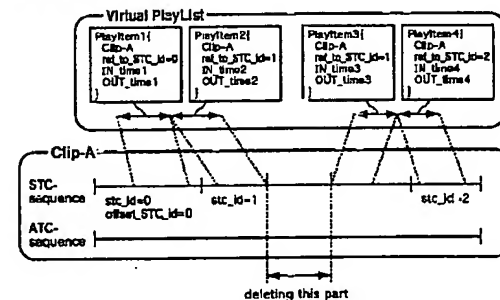 Virtual PlayList
PlayItem1{
Clip-A
ref_to_STC_id=0
IN_time1
OUT_time1
}
PlayItem2{
Clip-A
ref_to_STC_id=1
IN_time2
OUT_time2
}
PlayItem3{
Clip-A
ref_to_STC_id=1
IN_time3
OUT_time3
}
PlayItem4{
Clip-A
ref_to_STC_id=2
IN_time4
OUT_time4
}
Clip-A
STC-
sequence
stc_id=0
offset_STC_id=0
stc_id=1
stc_id=2
ATC-
sequence
deleting this part